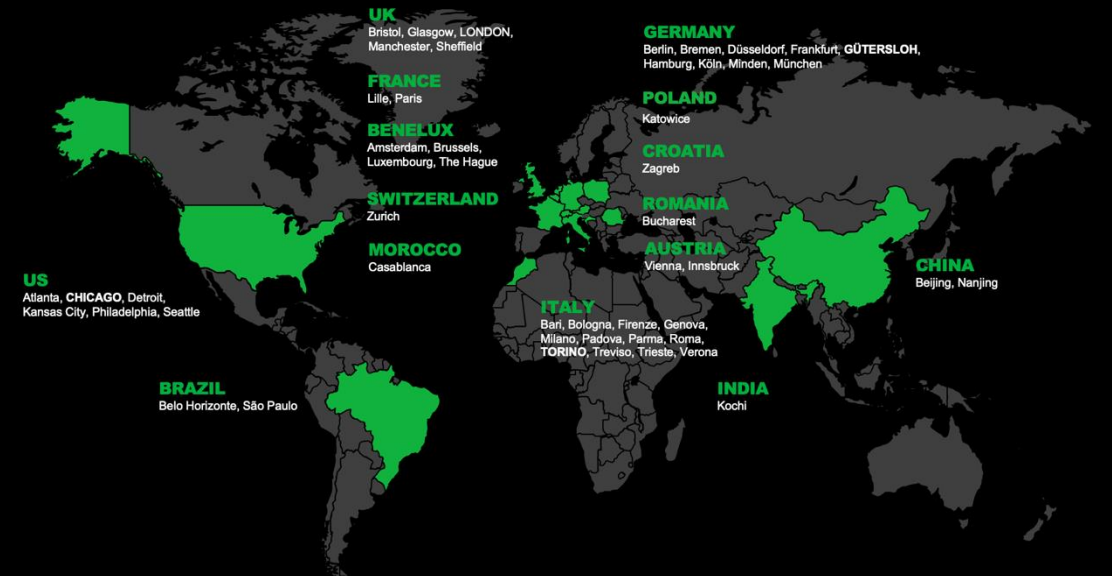 UK
Bristol, Glasgow, LONDON,
Manchester, Sheffield
FRANCE
Lille, Paris
BENELUX
Amsterdam, Brussels,
Luxembourg, The Hague
SWITZERLAND
Zurich
MOROCCO
Casablanca
GERMANY
Berlin, Bremen, Düsseldorf, Frankfurt, GÜTERSLOH,
Hamburg, Köln, Minden, München
POLAND
Katowice
CROATIA
Zagreb
ROMANIA
Bucharest
AUSTRIA
Vienna, Innsbruck
CHINA
Beijing, Nanjing
US
Atlanta, CHICAGO, Detroit,
Kansas City, Philadelphia, Seattle
ITALY
Bari, Bologna, Firenze, Genova,
Milano, Padova, Parma, Roma,
TORINO, Treviso, Trieste, Verona
BRAZIL
Belo Horizonte, São Paulo
INDIA
Kochi